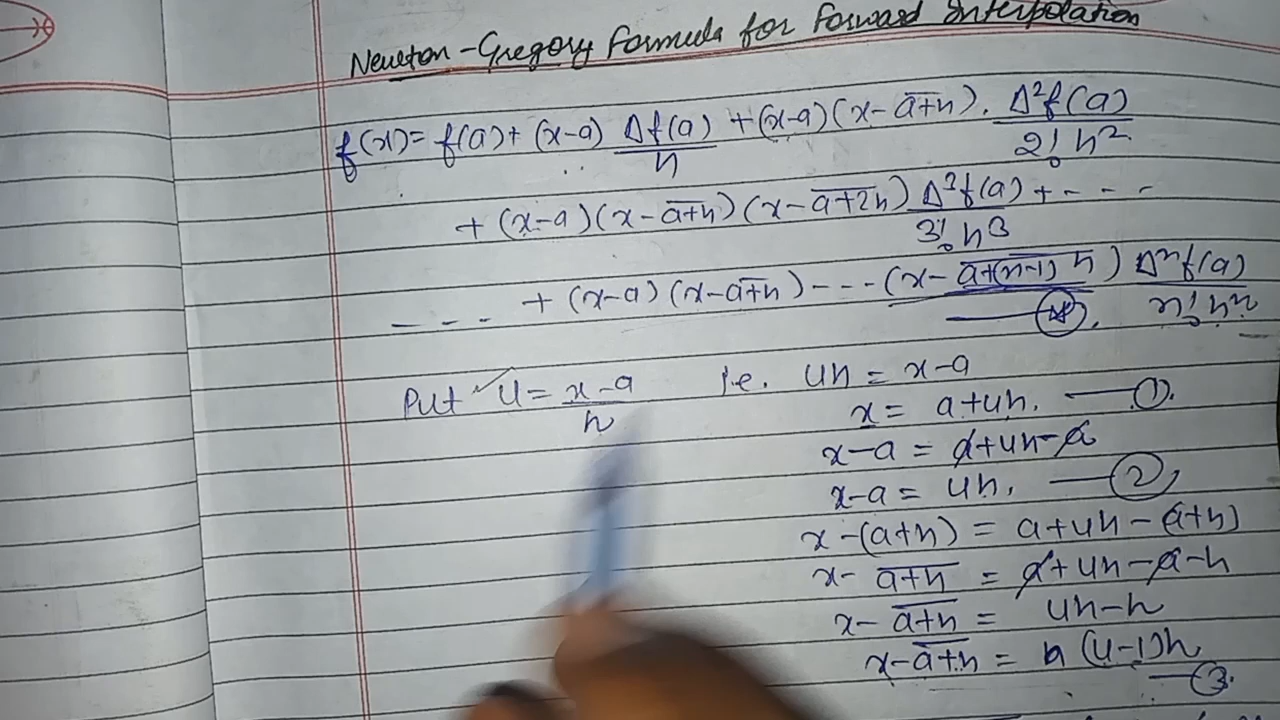 Newton-Gregory Formula for Forward Interpolation
f(x) = f(a) + (x-a) Δf(a)/h + (x-a)(x-a̅+̅h̅). Δ²f(a)/2! h²
+ (x-a)(x-a̅+̅h̅)(x-a̅+̅2̅h̅) Δ³f(a)/3! h³ + - - -
- - - + (x-a)(x-a̅+̅h̅) - - - (x-a̅+̅(̅n̅-̅1̅)̅h̅) Δⁿf(a)/n! hⁿ
(*).
Put ✓ u = x-a/h i.e. uh = x-a
x = a+uh. — (1).
x-a = a+uh-a
x-a = uh, — (2),
x-(a+h) = a+uh-(a+h)
x-a̅+̅h̅ = a+uh-a-h
x-a̅+̅h̅ = uh-h
x-a̅+̅h̅ = (u-1)h
— (3).